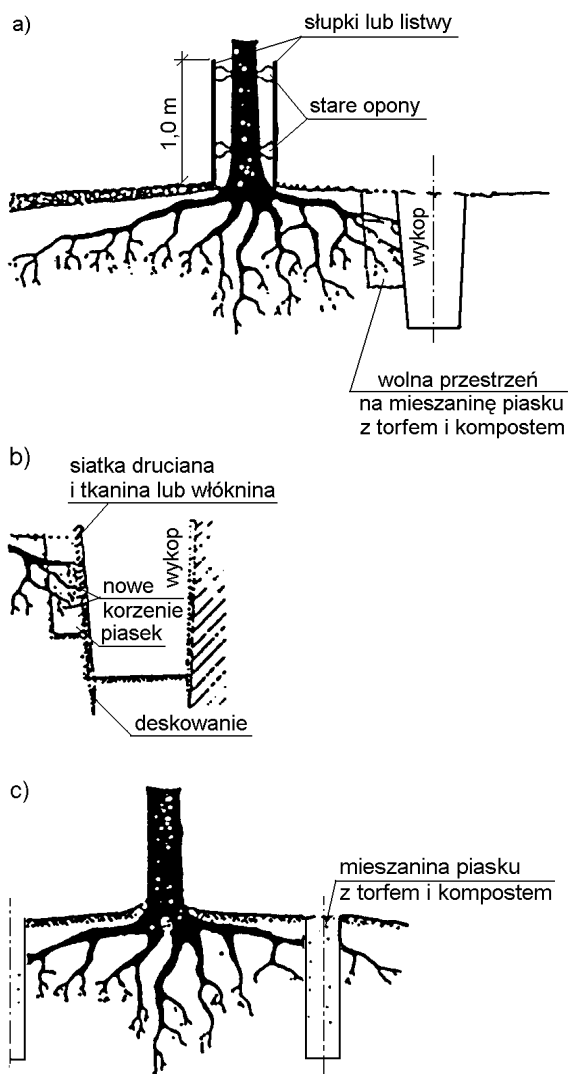 a)
słupki lub listwy
stare opony
1,0 m
wykop
wolna przestrzeń
na mieszaninę piasku
z torfem i kompostem
b)
siatka druciana
i tkanina lub włóknina
wykop
nowe
korzenie
piasek
deskowanie
c)
mieszanina piasku
z torfem i kompostem